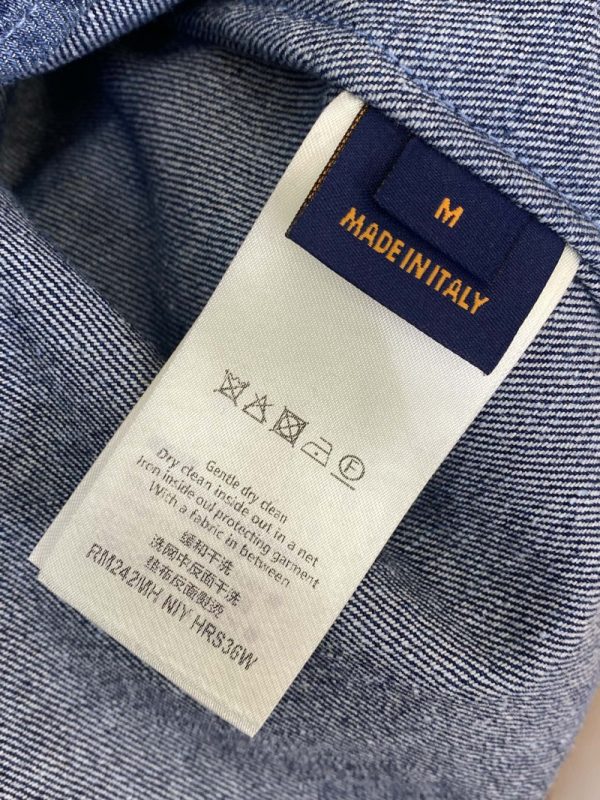 M
MADE IN ITALY
F
Gentle dry clean
Dry clean inside out in a net
Iron inside out protecting garment
With a fabric in between
缓和干洗
洗网中反面干洗
垫布反面熨烫
RM242MH NIY HRS36W